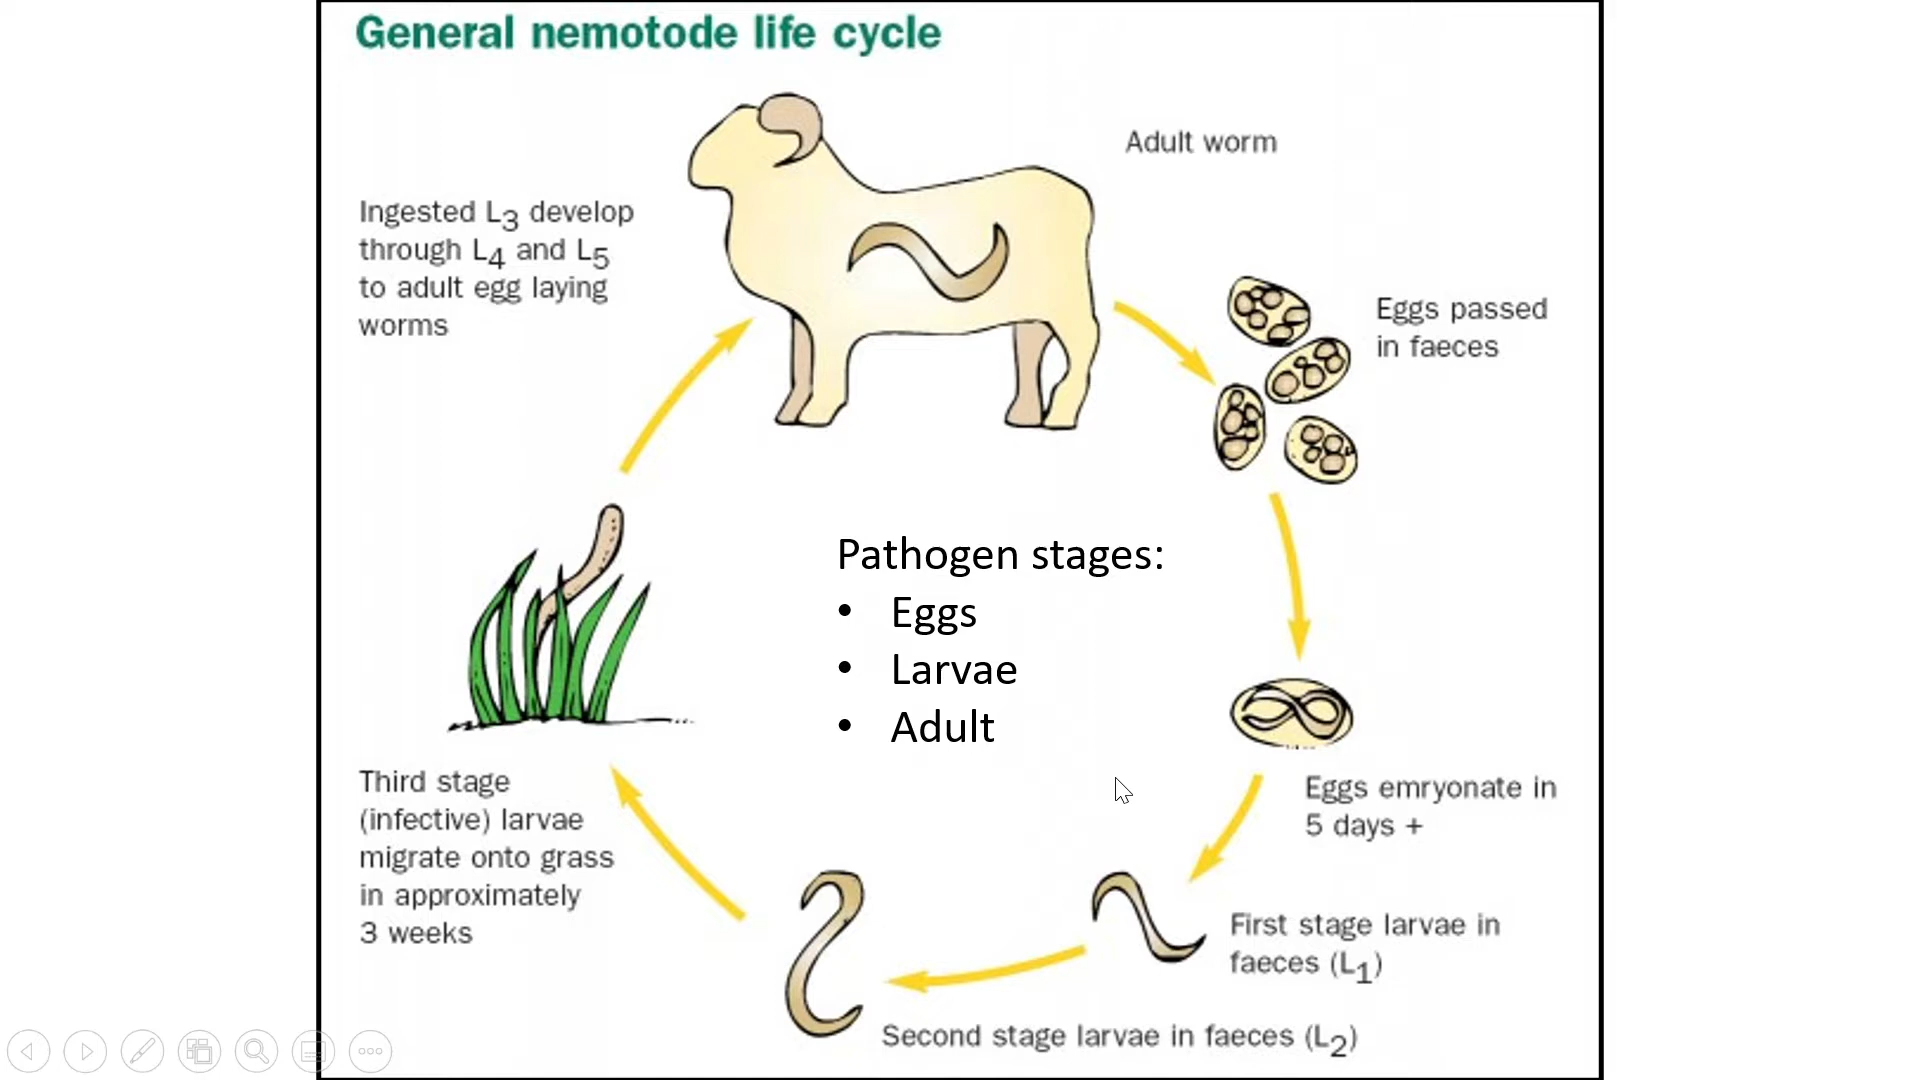 General nemotode life cycle
Adult worm
Ingested L3 develop
through L4 and L5
to adult egg laying
worms
Eggs passed
in faeces
Pathogen stages:
• Eggs
• Larvae
• Adult
Third stage
(infective) larvae
migrate onto grass
in approximately
3 weeks
Eggs emryonate in
5 days +
First stage larvae in
faeces (L1)
Second stage larvae in faeces (L2)